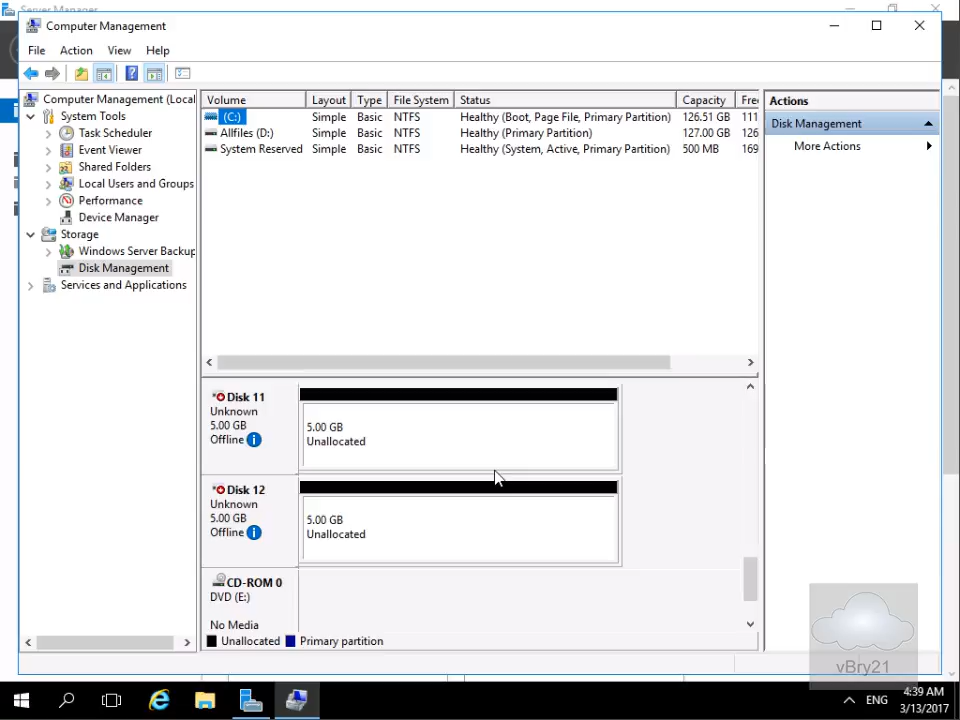 Server Manager
Computer Management
File Action View Help
Computer Management (Local
System Tools
Task Scheduler
Event Viewer
Shared Folders
Local Users and Groups
Performance
Device Manager
Storage
Windows Server Backup
Disk Management
Services and Applications
Volume Layout Type File System Status Capacity Fre
(C:) Simple Basic NTFS Healthy (Boot, Page File, Primary Partition) 126.51 GB 111
Allfiles (D:) Simple Basic NTFS Healthy (Primary Partition) 127.00 GB 126
System Reserved Simple Basic NTFS Healthy (System, Active, Primary Partition) 500 MB 169
Actions
Disk Management
More Actions
Disk 11
Unknown
5.00 GB
Offline
5.00 GB
Unallocated
Disk 12
Unknown
5.00 GB
Offline
5.00 GB
Unallocated
CD-ROM 0
DVD (E:)
No Media
Unallocated Primary partition
vBry21
ENG
4:39 AM
3/13/2017